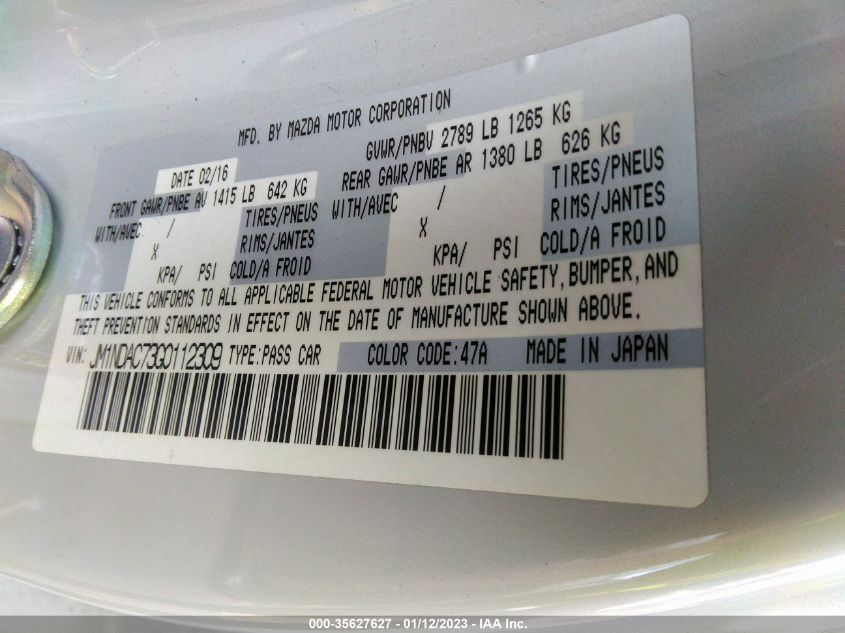 MFD. BY MAZDA MOTOR CORPORATION
DATE 02/16 GVWR/PNBV 2789 LB 1265 KG
FRONT GAWR/PNBE AV 1415 LB 642 KG REAR GAWR/PNBE AR 1380 LB 626 KG
WITH/AVEC / TIRES/PNEUS WITH/AVEC / TIRES/PNEUS
X RIMS/JANTES X RIMS/JANTES
KPA/ PSI COLD/A FROID KPA/ PSI COLD/A FROID
THIS VEHICLE CONFORMS TO ALL APPLICABLE FEDERAL MOTOR VEHICLE SAFETY, BUMPER, AND
THEFT PREVENTION STANDARDS IN EFFECT ON THE DATE OF MANUFACTURE SHOWN ABOVE.
VIN: JM1NDAC73G0112309 TYPE:PASS CAR COLOR CODE:47A MADE IN JAPAN
000-35627627 - 01/12/2023 - IAA Inc.